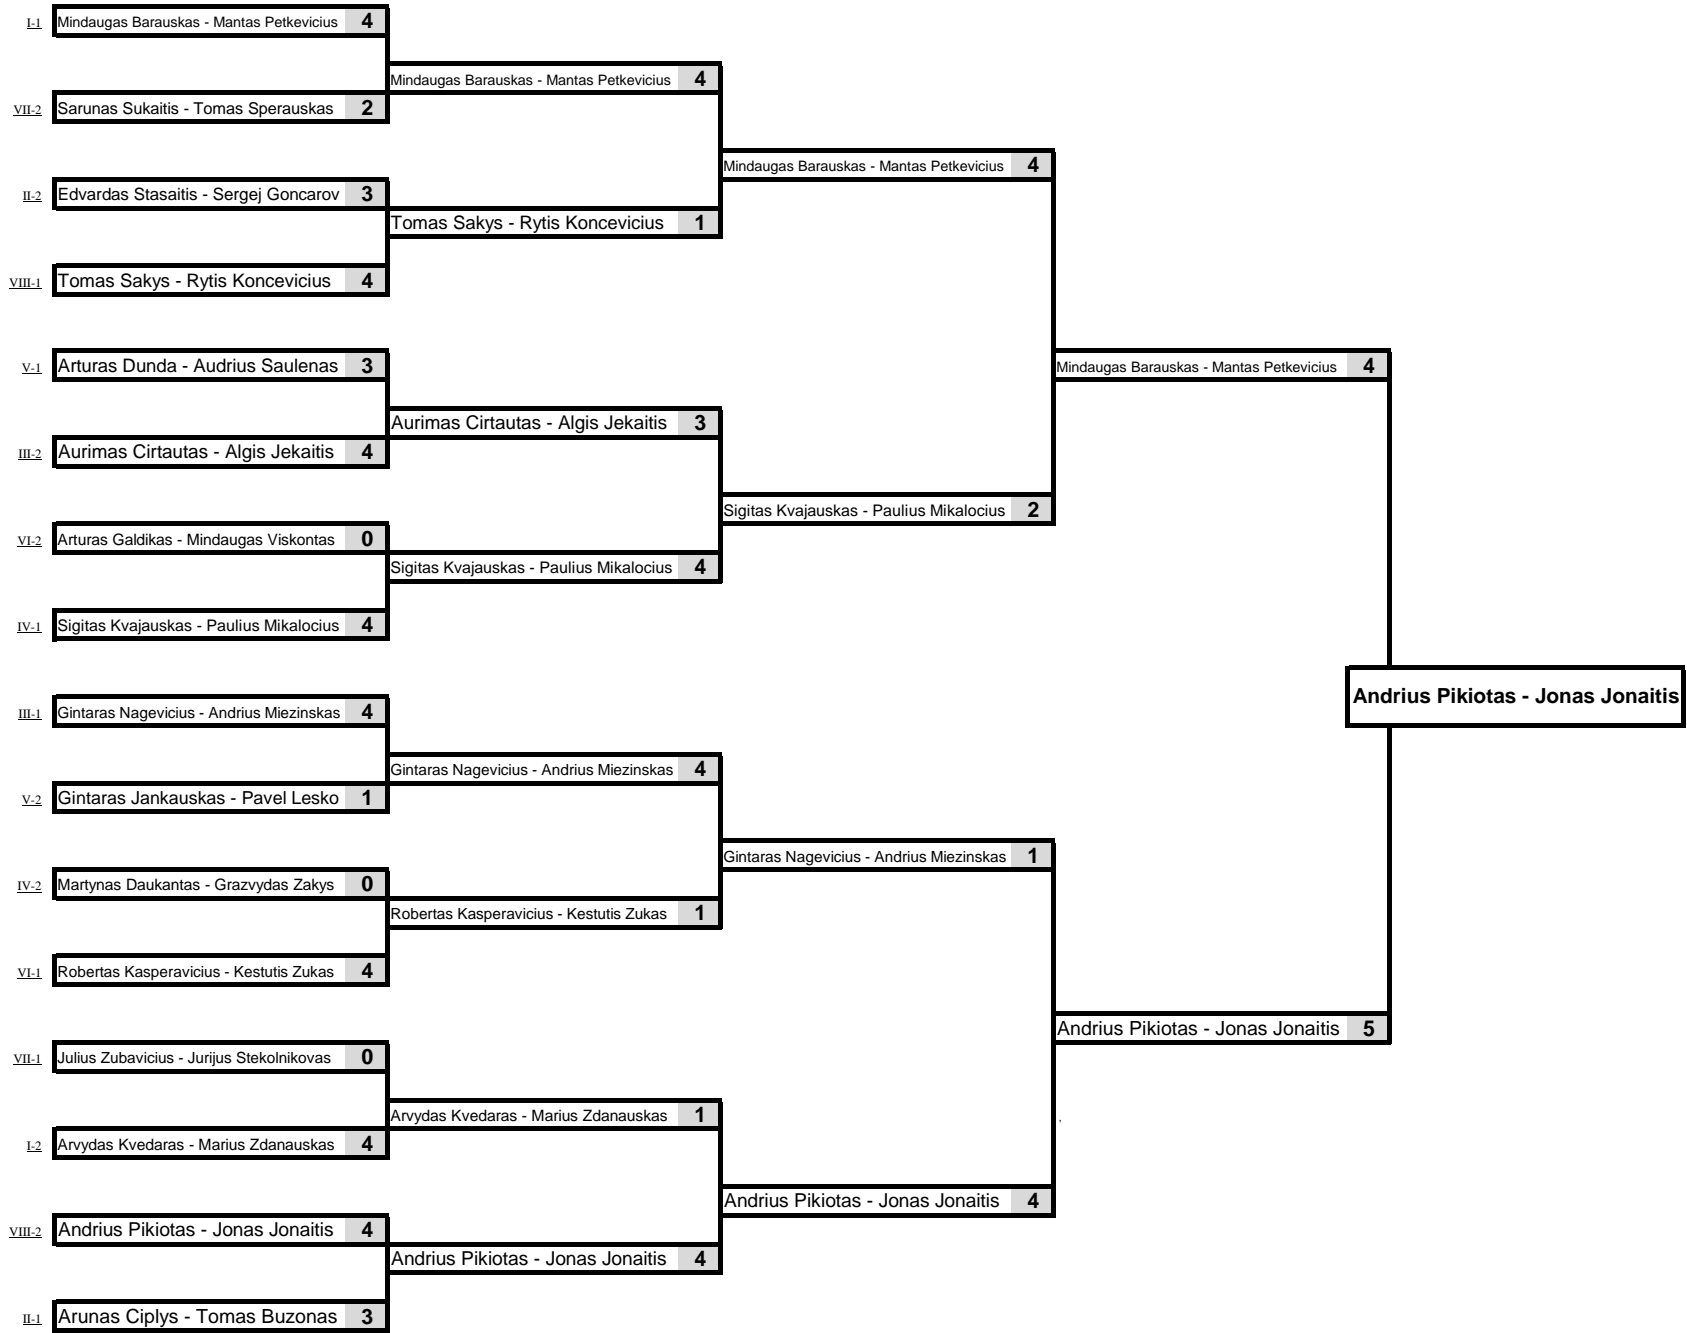 I-1 Mindaugas Barauskas - Mantas Petkevicius 4
Mindaugas Barauskas - Mantas Petkevicius 4
VII-2 Sarunas Sukaitis - Tomas Sperauskas 2
Mindaugas Barauskas - Mantas Petkevicius 4
II-2 Edvardas Stasaitis - Sergej Goncarov 3
Tomas Sakys - Rytis Koncevicius 1
VIII-1 Tomas Sakys - Rytis Koncevicius 4
V-1 Arturas Dunda - Audrius Saulenas 3
Mindaugas Barauskas - Mantas Petkevicius 4
Aurimas Cirtautas - Algis Jekaitis 3
III-2 Aurimas Cirtautas - Algis Jekaitis 4
Sigitas Kvajauskas - Paulius Mikalocius 2
VI-2 Arturas Galdikas - Mindaugas Viskontas 0
Sigitas Kvajauskas - Paulius Mikalocius 4
IV-1 Sigitas Kvajauskas - Paulius Mikalocius 4
Andrius Pikiotas - Jonas Jonaitis
III-1 Gintaras Nagevicius - Andrius Miezinskas 4
Gintaras Nagevicius - Andrius Miezinskas 4
V-2 Gintaras Jankauskas - Pavel Lesko 1
Gintaras Nagevicius - Andrius Miezinskas 1
IV-2 Martynas Daukantas - Grazvydas Zakys 0
Robertas Kasperavicius - Kestutis Zukas 1
VI-1 Robertas Kasperavicius - Kestutis Zukas 4
Andrius Pikiotas - Jonas Jonaitis 5
VII-1 Julius Zubavicius - Jurijus Stekolnikovas 0
Arvydas Kvedaras - Marius Zdanauskas 1
I-2 Arvydas Kvedaras - Marius Zdanauskas 4
Andrius Pikiotas - Jonas Jonaitis 4
VIII-2 Andrius Pikiotas - Jonas Jonaitis 4
Andrius Pikiotas - Jonas Jonaitis 4
II-1 Arunas Ciplys - Tomas Buzonas 3